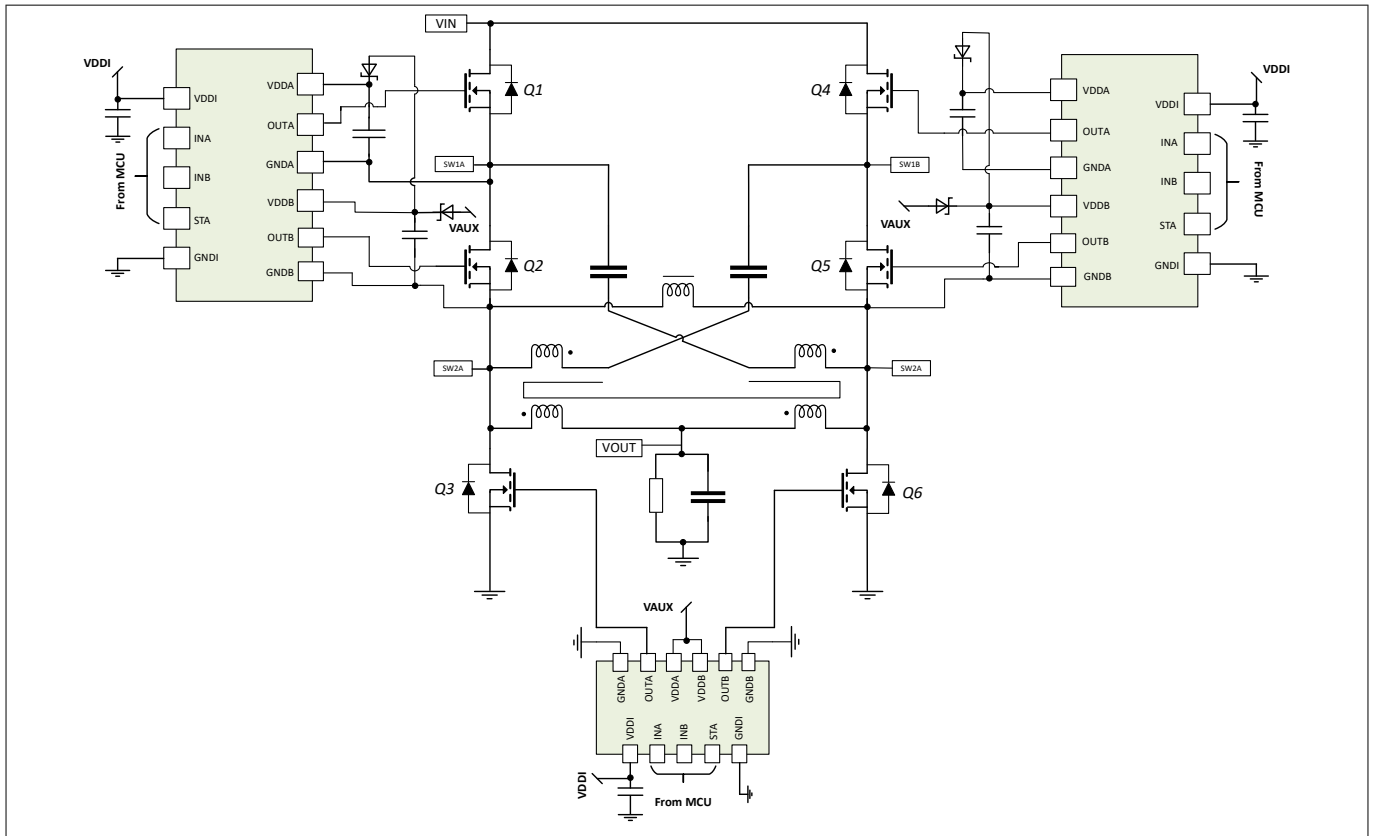 VIN
VDDI
VDDI
INA
INB
STA
GNDI
From MCU
VDDA
OUTA
GNDA
VDDB
OUTB
GNDB
VAUX
Q1
Q4
SW1A
SW1B
Q2
Q5
VAUX
VDDA
OUTA
GNDA
VDDB
OUTB
GNDB
VDDI
INA
INB
STA
GNDI
VDDI
From MCU
SW2A
SW2A
VOUT
Q3
Q6
VAUX
GNDA
OUTA
VDDA
VDDB
OUTB
GNDB
VDDI
INA
INB
STA
GNDI
VDDI
From MCU